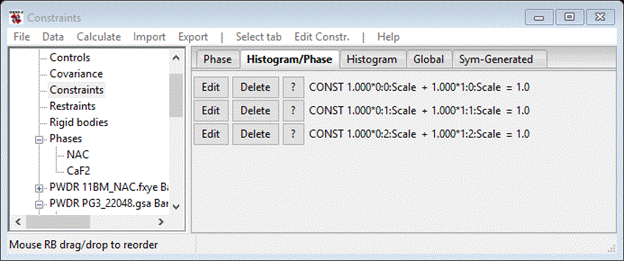 Constraints
File Data Calculate Import Export | Select tab Edit Constr. | Help
Controls
Covariance
Constraints
Restraints
Rigid bodies
Phases
NAC
CaF2
PWDR 11BM_NAC.fxye Ba
PWDR PG3_22048.gsa Bar
Phase Histogram/Phase Histogram Global Sym-Generated
Edit Delete ? CONST 1.000*0:0:Scale + 1.000*1:0:Scale = 1.0
Edit Delete ? CONST 1.000*0:1:Scale + 1.000*1:1:Scale = 1.0
Edit Delete ? CONST 1.000*0:2:Scale + 1.000*1:2:Scale = 1.0
Mouse RB drag/drop to reorder